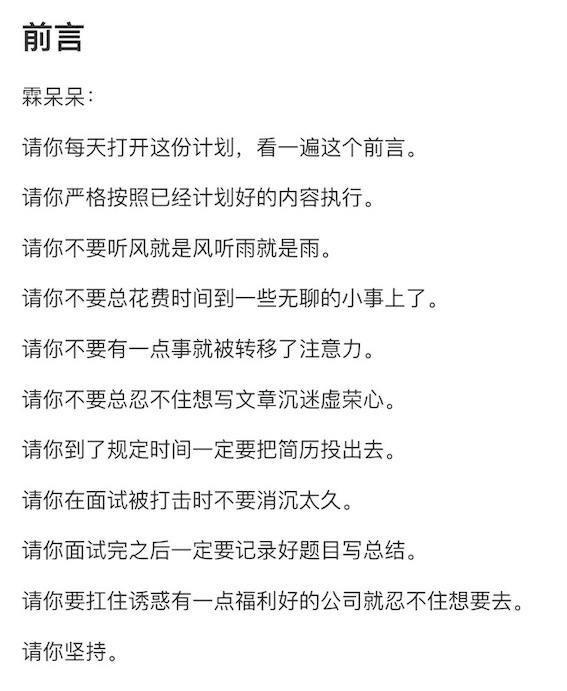 前言
霖呆呆：
请你每天打开这份计划，看一遍这个前言。
请你严格按照已经计划好的内容执行。
请你不要听风就是风听雨就是雨。
请你不要总花费时间到一些无聊的小事上了。
请你不要有一点事就被转移了注意力。
请你不要总忍不住想写文章沉迷虚荣心。
请你到了规定时间一定要把简历投出去。
请你在面试被打击时不要消沉太久。
请你面试完之后一定要记录好题目写总结。
请你要扛住诱惑有一点福利好的公司就忍不住想要去。
请你坚持。